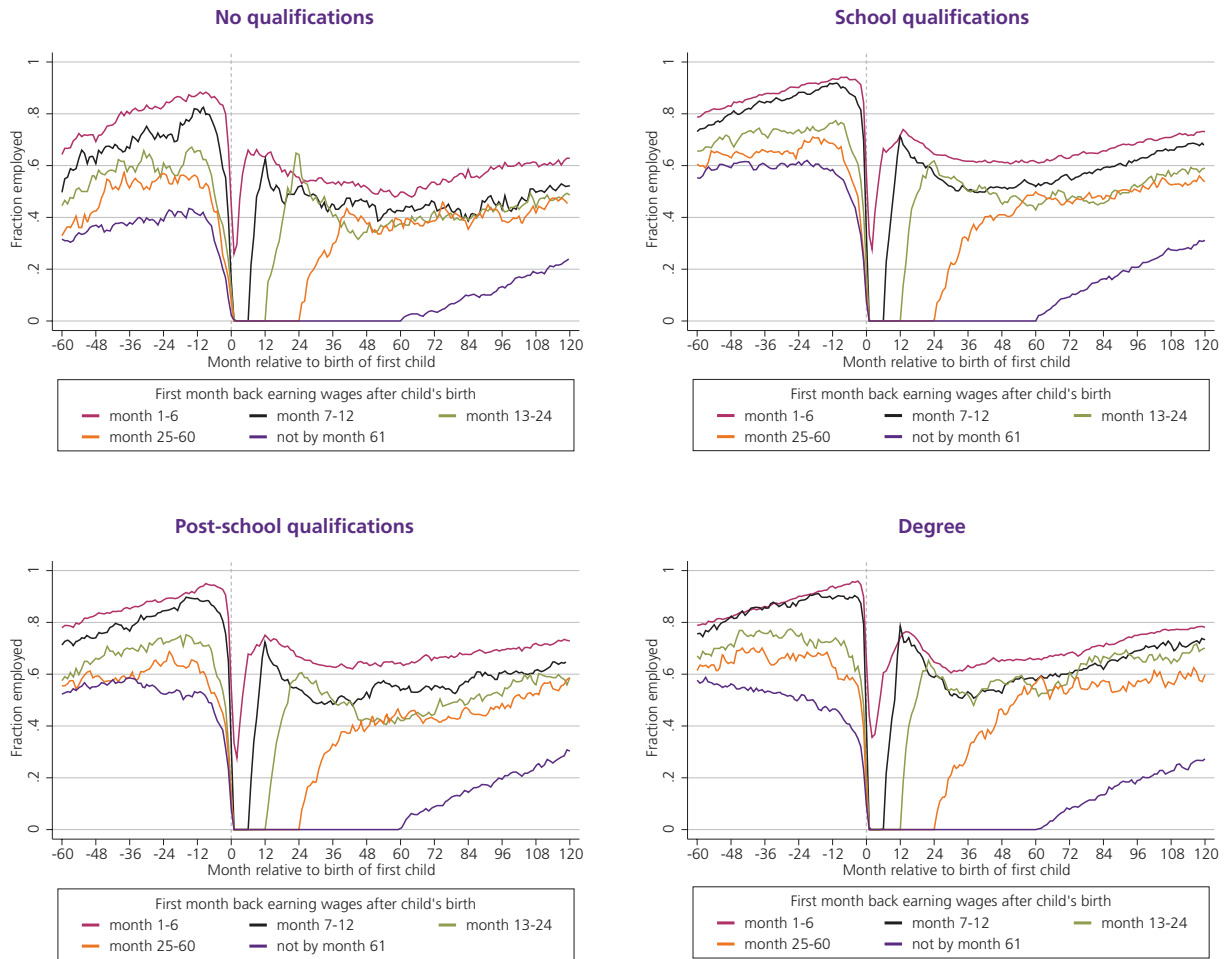 No qualifications
Fraction employed
1
.8
.6
.4
.2
0
-60 -48 -36 -24 -12 0 12 24 36 48 60 72 84 96 108 120
Month relative to birth of first child
First month back earning wages after child's birth
month 1-6 month 7-12 month 13-24
month 25-60 not by month 61
School qualifications
Fraction employed
1
.8
.6
.4
.2
0
-60 -48 -36 -24 -12 0 12 24 36 48 60 72 84 96 108 120
Month relative to birth of first child
First month back earning wages after child's birth
month 1-6 month 7-12 month 13-24
month 25-60 not by month 61
Post-school qualifications
Fraction employed
1
.8
.6
.4
.2
0
-60 -48 -36 -24 -12 0 12 24 36 48 60 72 84 96 108 120
Month relative to birth of first child
First month back earning wages after child's birth
month 1-6 month 7-12 month 13-24
month 25-60 not by month 61
Degree
Fraction employed
1
.8
.6
.4
.2
0
-60 -48 -36 -24 -12 0 12 24 36 48 60 72 84 96 108 120
Month relative to birth of first child
First month back earning wages after child's birth
month 1-6 month 7-12 month 13-24
month 25-60 not by month 61